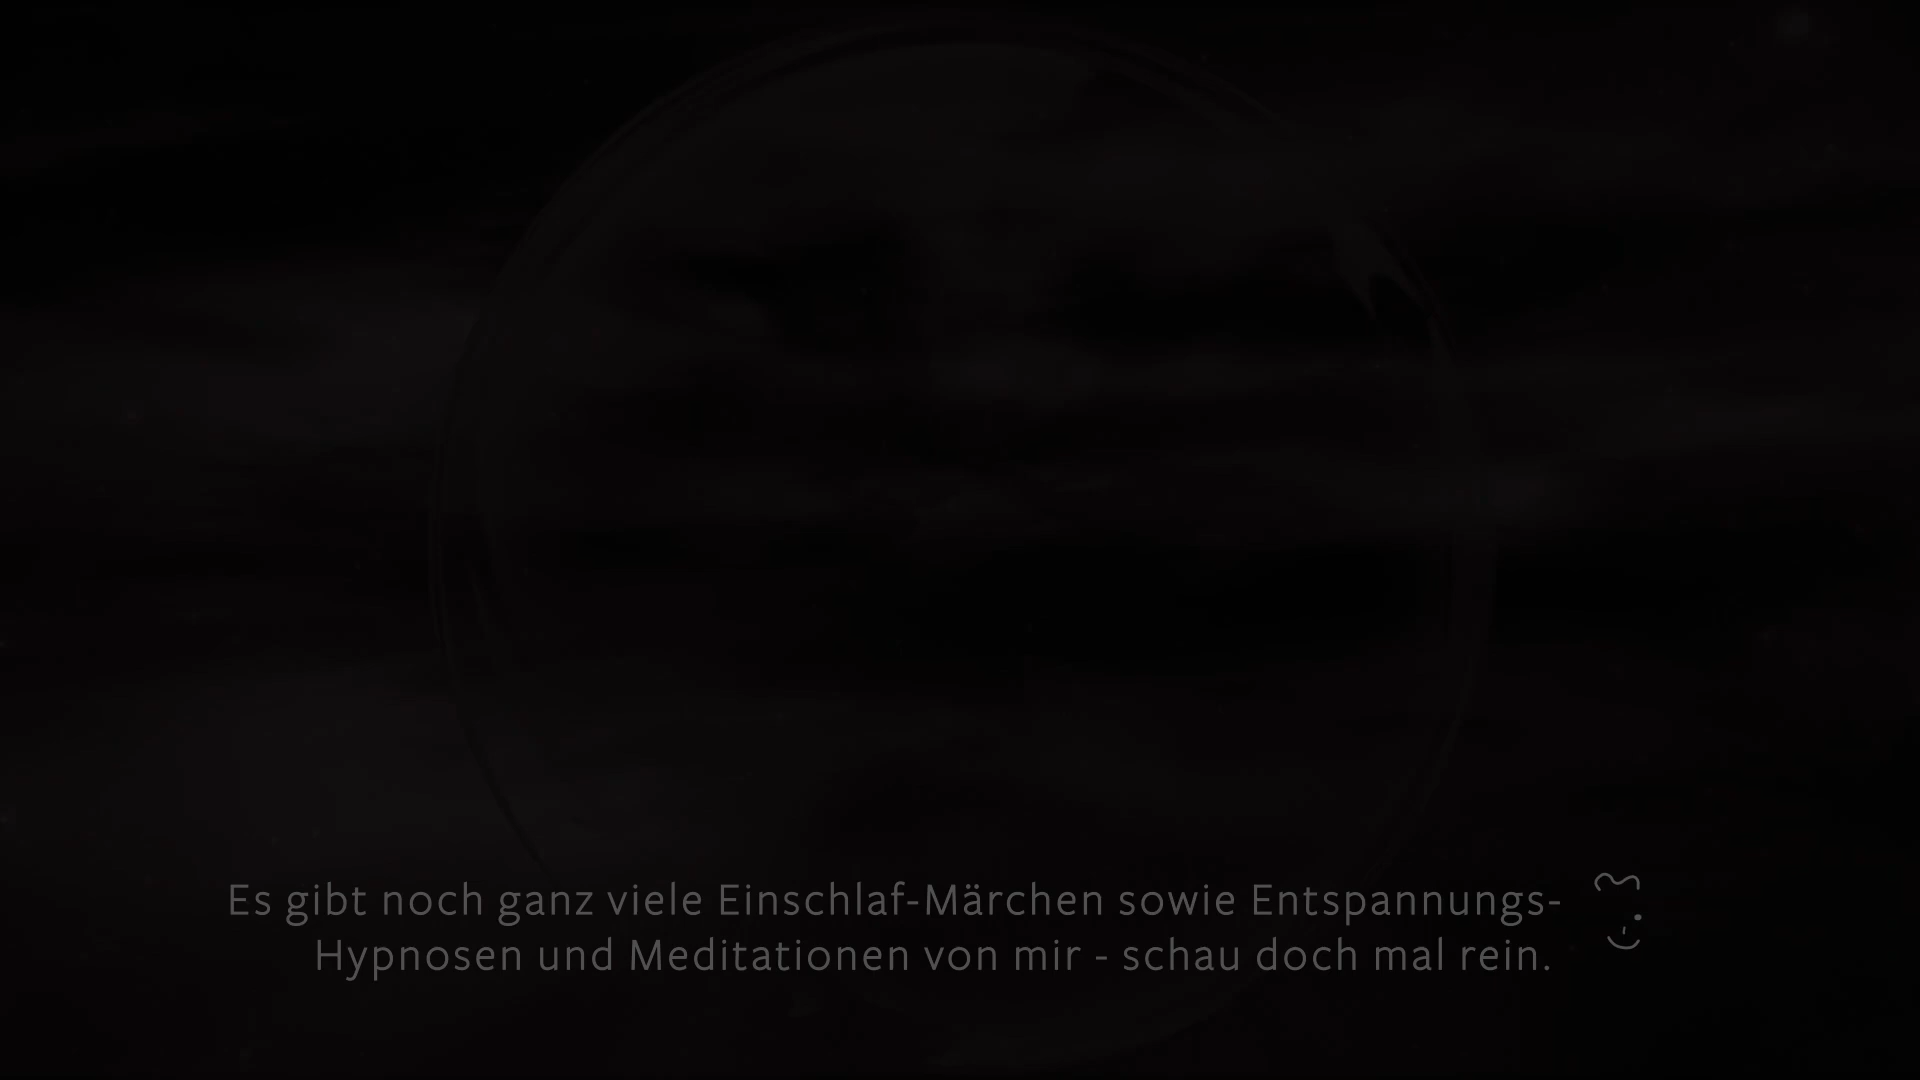 Es gibt noch ganz viele Einschlaf-Märchen sowie Entspannungs-
Hypnosen und Meditationen von mir - schau doch mal rein.